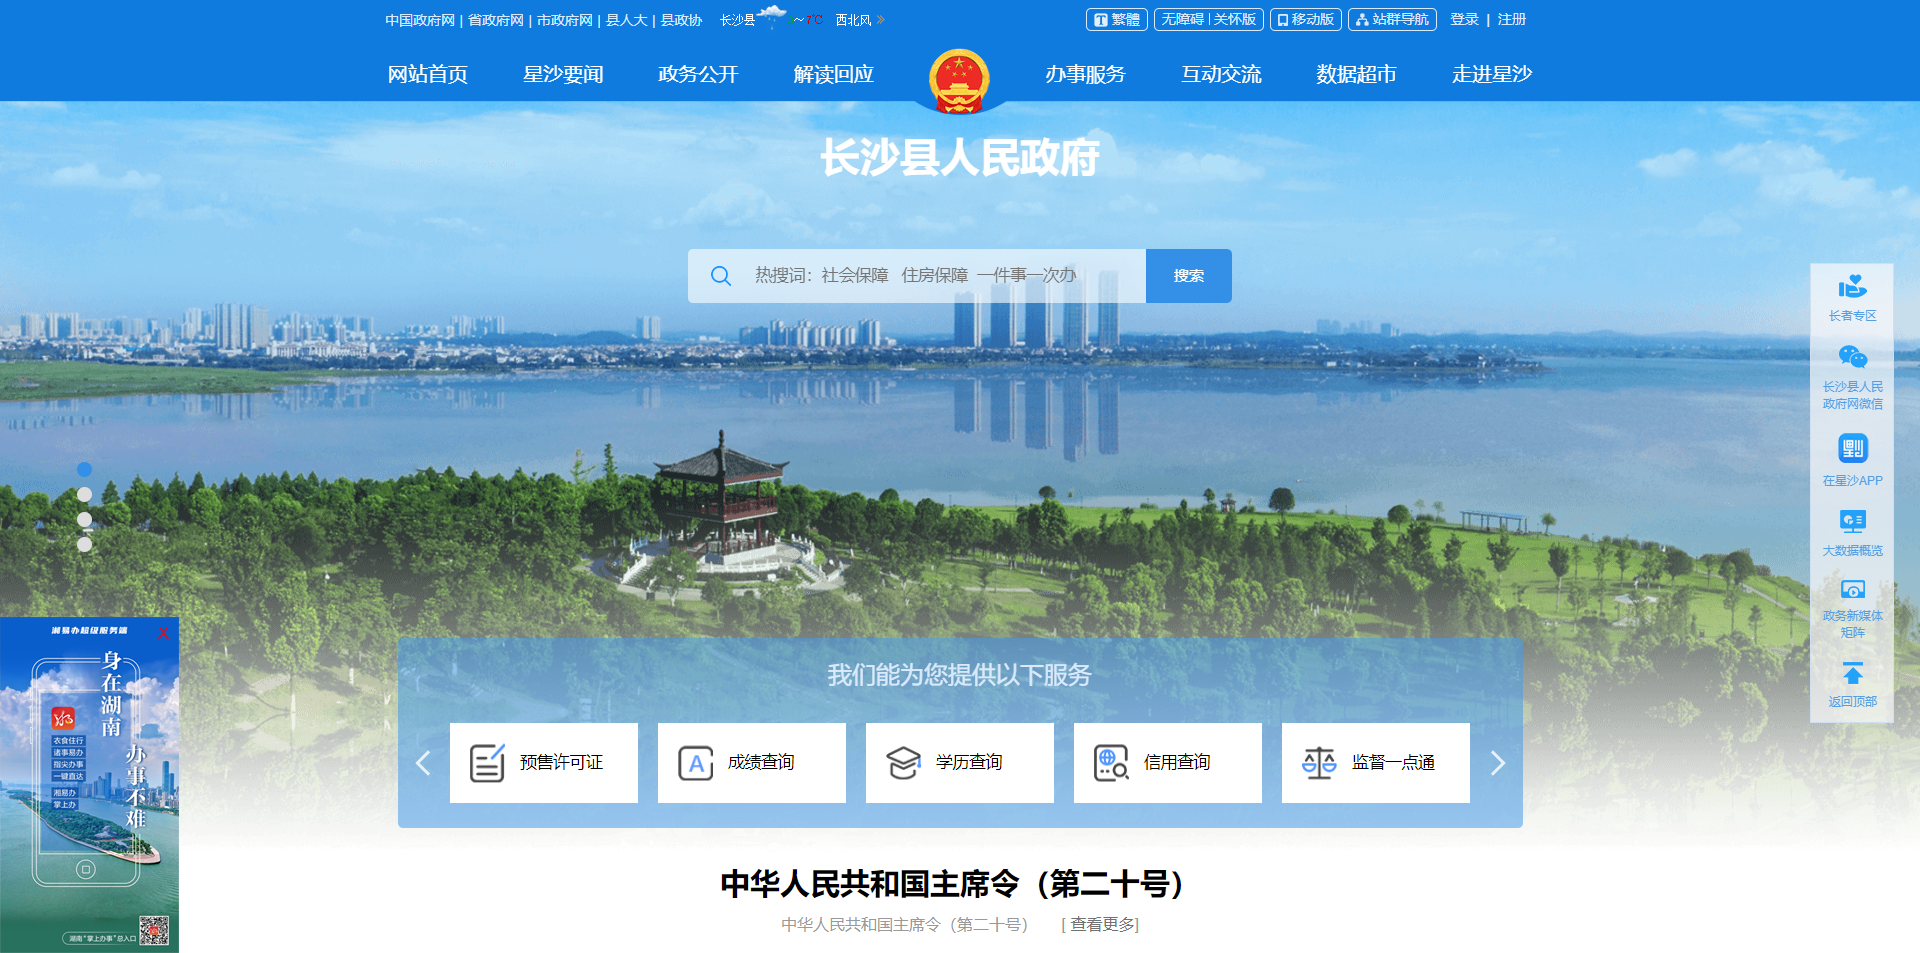 中国政府网 | 省政府网 | 市政府网 | 县人大 | 县政协
长沙县
~ 7℃
西北风
繁體
无障碍 | 关怀版
移动版
站群导航
登录 | 注册
网站首页
星沙要闻
政务公开
解读回应
办事服务
互动交流
数据超市
走进星沙
长沙县人民政府
热搜词：社会保障 住房保障 一件事一次办
搜索
长者专区
长沙县人民
政府网微信
在星沙APP
大数据概览
政务新媒体
矩阵
返回顶部
湘易办超级服务端
X
身在湖南
办事不难
衣食住行
诸事易办
指尖办事
一键直达
湘易办
掌上办
湖南“掌上办事”总入口
我们能为您提供以下服务
预售许可证
成绩查询
学历查询
信用查询
监督一点通
中华人民共和国主席令（第二十号）
中华人民共和国主席令（第二十号） [ 查看更多]